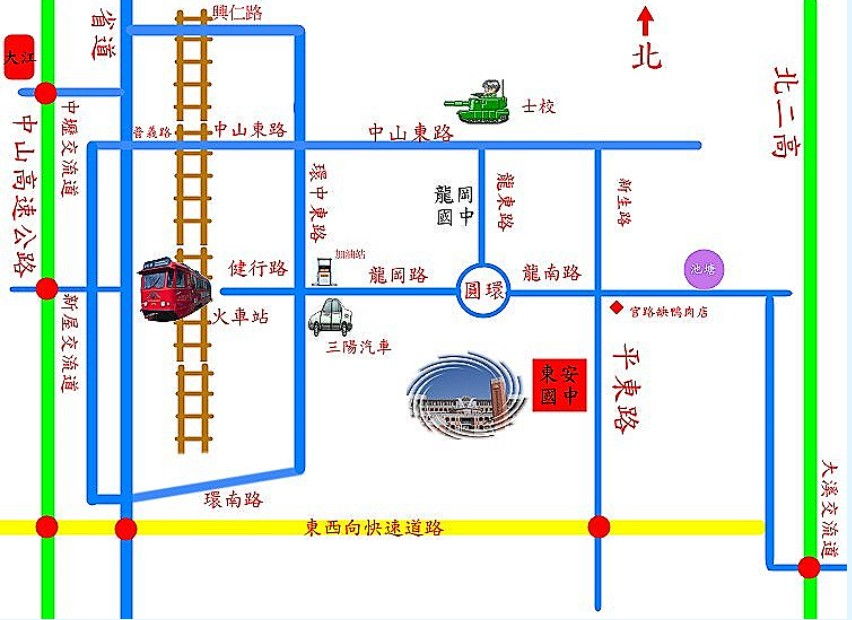 省道
興仁路
北
大江
士校
北二高
中山高速公路
中壢交流道
普義路
中山東路
中山東路
環中東路
龍岡
國中
龍東路
新生路
加油站
健行路
龍岡路
圓環
龍南路
池塘
新屋交流道
火車站
三陽汽車
宮路缺鴨肉店
平東路
東安
國中
環南路
東西向快速道路
大溪交流道